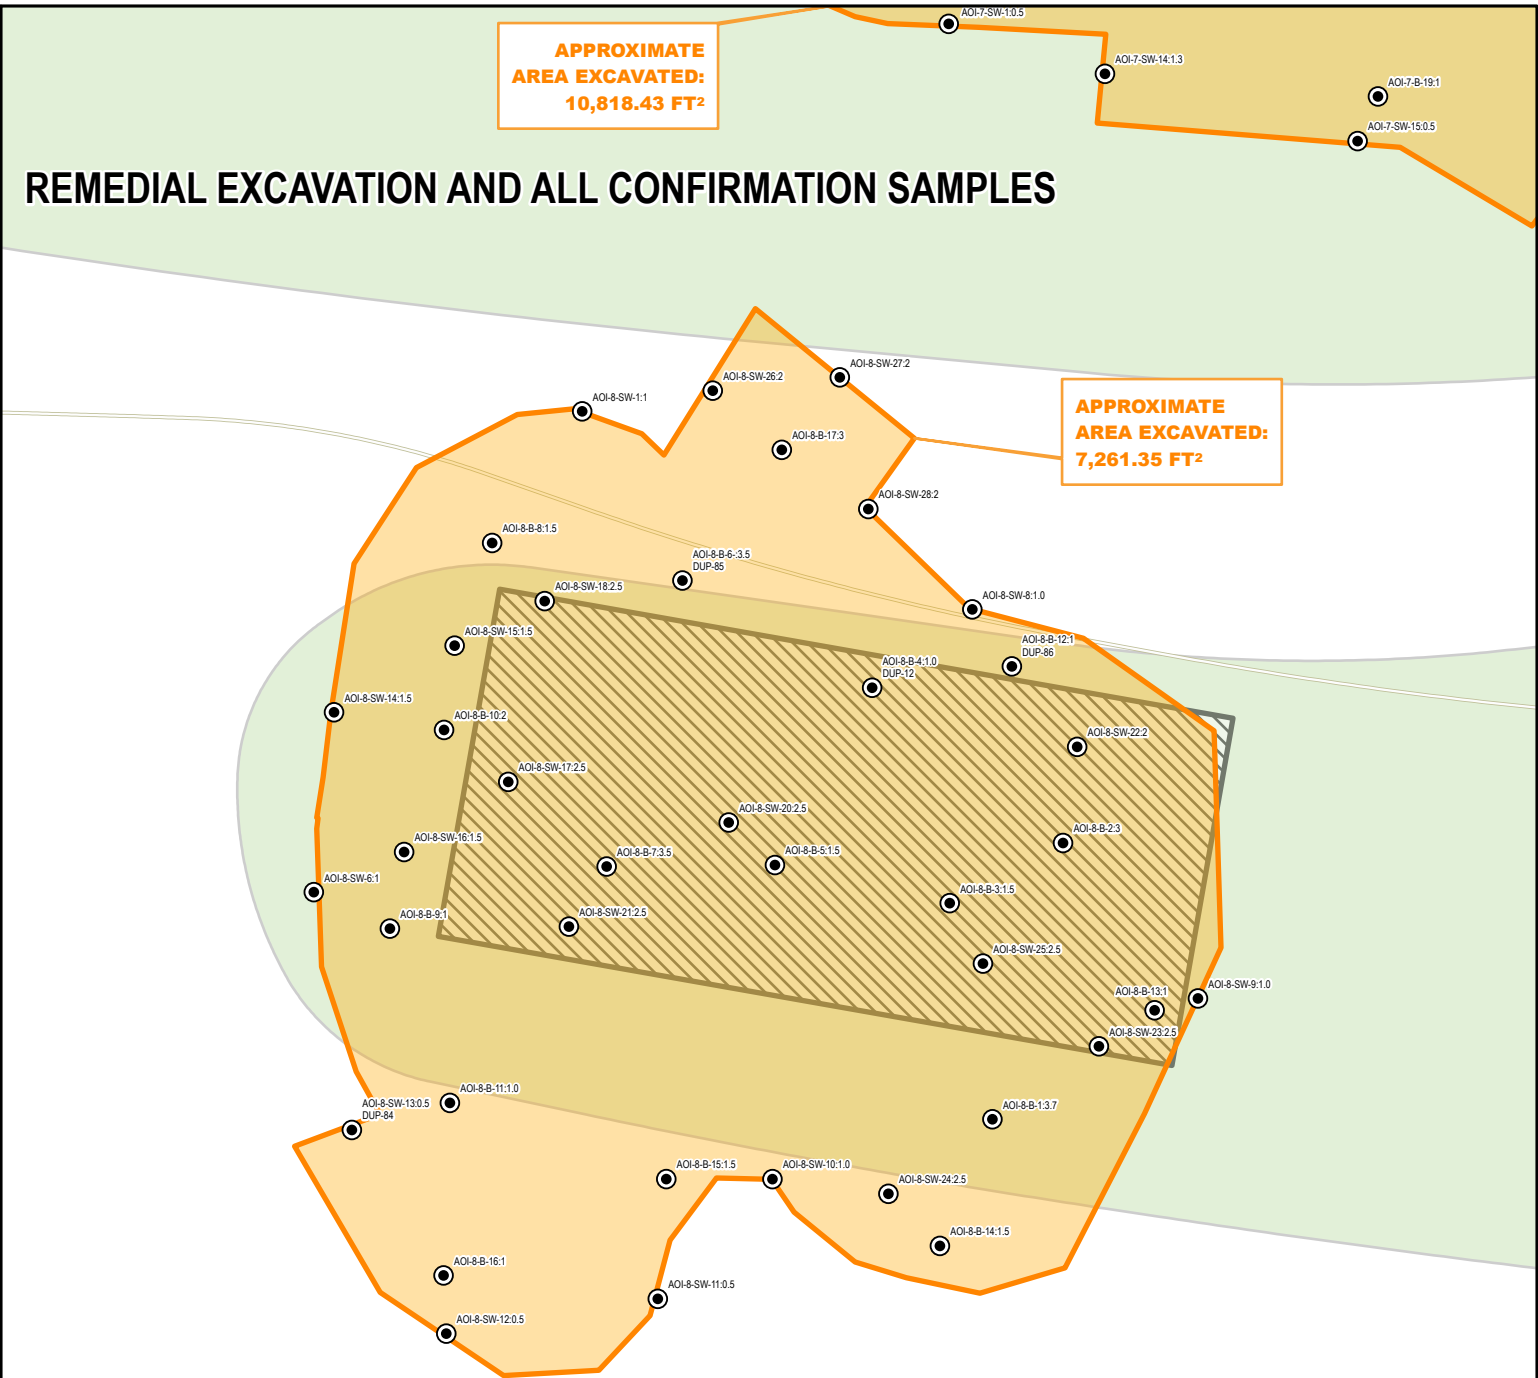 AOI-7-SW-1:0.5
APPROXIMATE
AREA EXCAVATED:
10,818.43 FT²
AOI-7-SW-14:1.3
AOI-7-B-19:1
AOI-7-SW-15:0.5
REMEDIAL EXCAVATION AND ALL CONFIRMATION SAMPLES
AOI-8-SW-27:2
AOI-8-SW-26:2
AOI-8-SW-1:1
APPROXIMATE
AREA EXCAVATED:
7,261.35 FT²
AOI-8-B-17:3
AOI-8-SW-28:2
AOI-8-B-8:1.5
AOI-8-B-6-:3.5
DUP-85
AOI-8-SW-18:2.5
AOI-8-SW-8:1.0
AOI-8-SW-15:1.5
AOI-8-B-12:1
DUP-86
AOI-8-B-4:1.0
DUP-12
AOI-8-SW-14:1.5
AOI-8-B-10:2
AOI-8-SW-22:2
AOI-8-SW-17:2.5
AOI-8-SW-20:2.5
AOI-8-B-2:3
AOI-8-SW-16:1.5
AOI-8-B-7:3.5
AOI-8-B-5:1.5
AOI-8-SW-6:1
AOI-8-B-3:1.5
AOI-8-B-9:1
AOI-8-SW-21:2.5
AOI-8-SW-25:2.5
AOI-8-SW-9:1.0
AOI-8-B-13:1
AOI-8-SW-23:2.5
AOI-8-B-11:1.0
AOI-8-SW-13:0.5
DUP-84
AOI-8-B-1:3.7
AOI-8-B-15:1.5
AOI-8-SW-10:1.0
AOI-8-SW-24:2.5
AOI-8-B-14:1.5
AOI-8-B-16:1
AOI-8-SW-11:0.5
AOI-8-SW-12:0.5